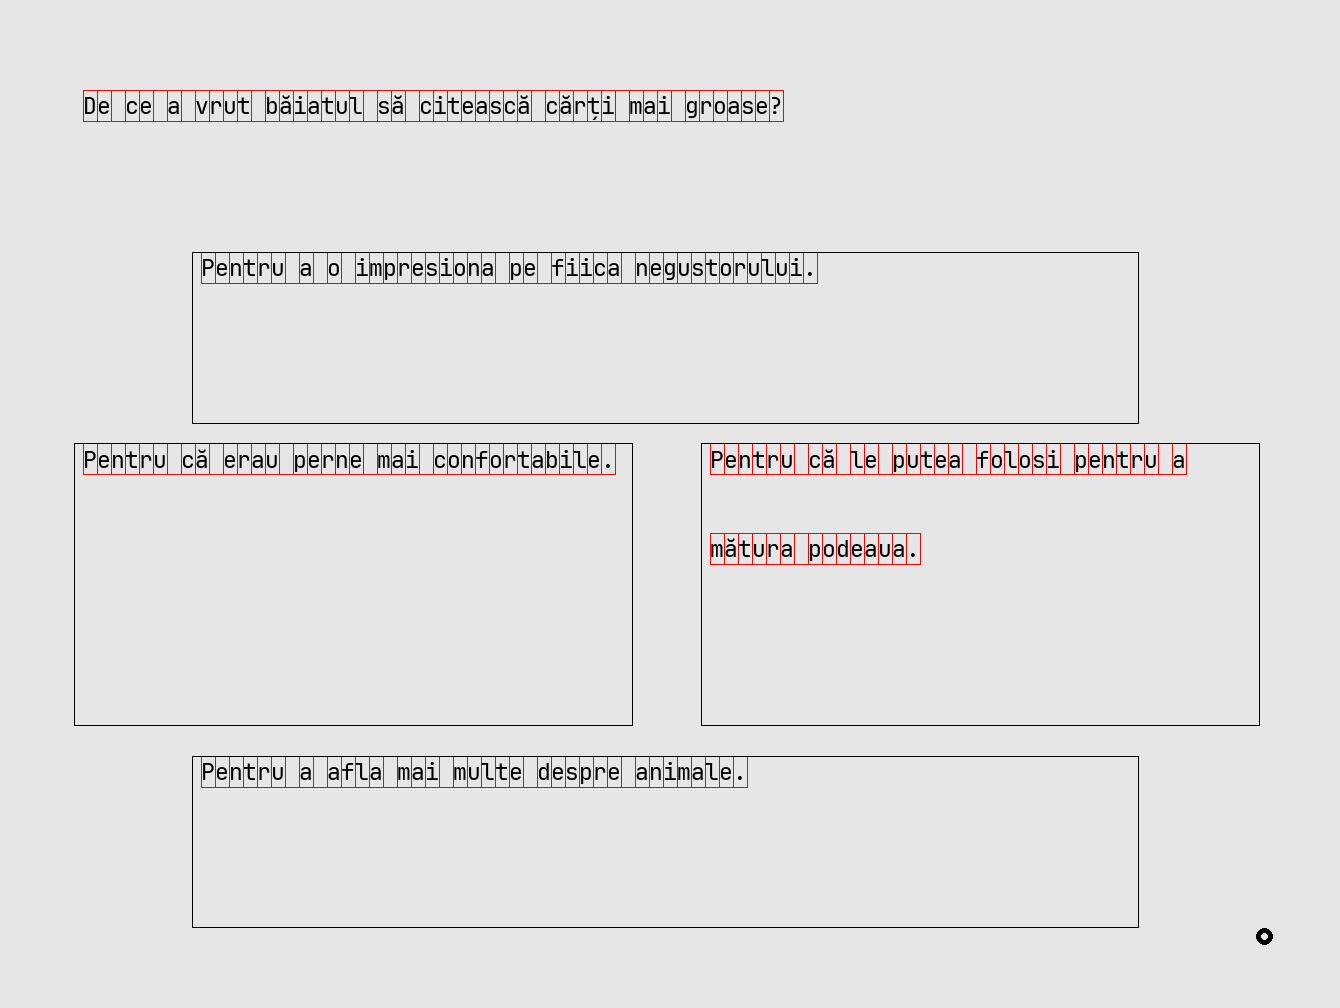 De ce a vrut băiatul să citească cărți mai groase?
Pentru a o impresiona pe fiica negustorului.
Pentru că erau perne mai confortabile.
Pentru că le putea folosi pentru a
mătura podeaua.
Pentru a afla mai multe despre animale.